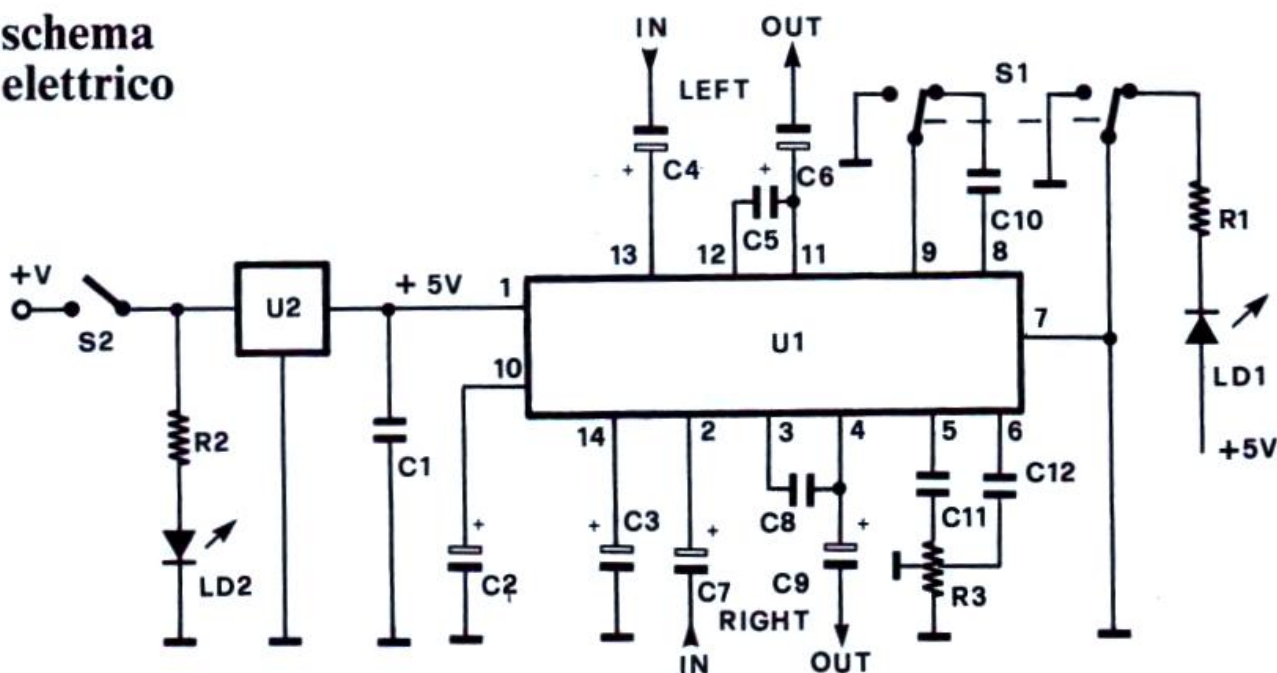 schema
elettrico
IN
OUT
LEFT
S1
+
C4
+
C6
C5
C10
R1
13
12
11
9
8
+V
S2
U2
+ 5V
1
U1
7
LD1
10
+5V
R2
C1
14
2
3
4
5
6
C12
C8
C11
+
C2
+
C3
+
C7
+
C9
R3
LD2
RIGHT
IN
OUT